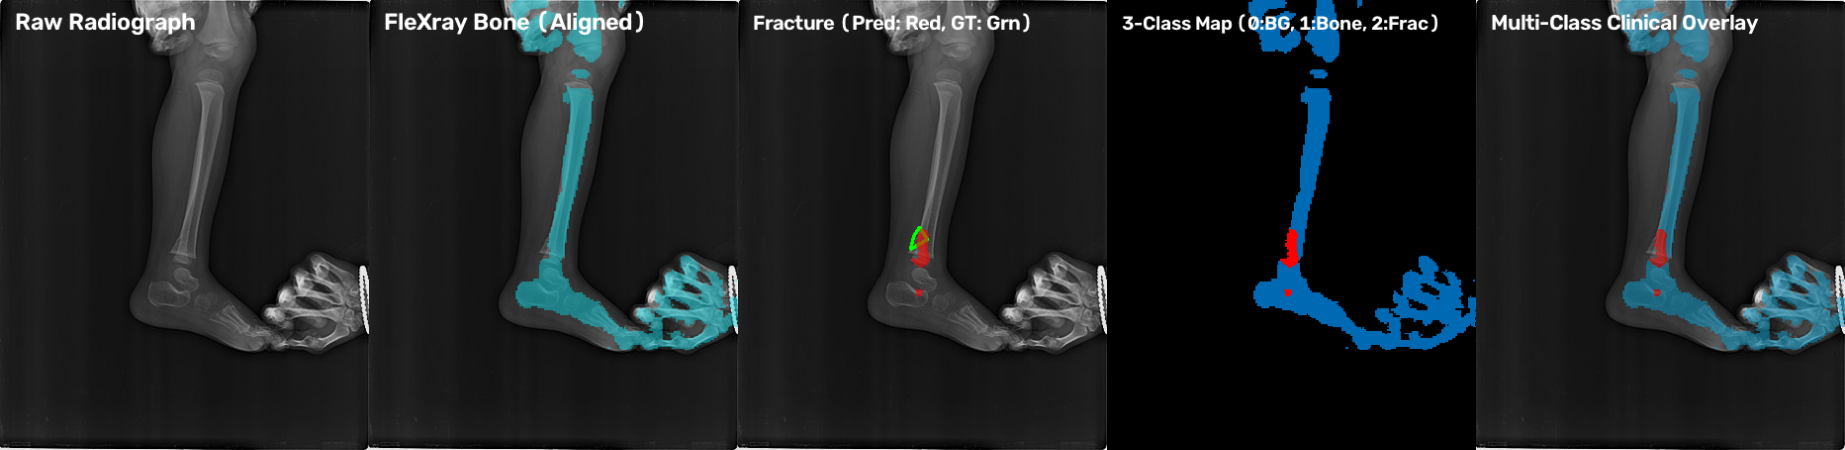 Raw Radiograph
FleXray Bone (Aligned)
Fracture (Pred: Red, GT: Grn)
3-Class Map (0:BG, 1:Bone, 2:Frac)
Multi-Class Clinical Overlay